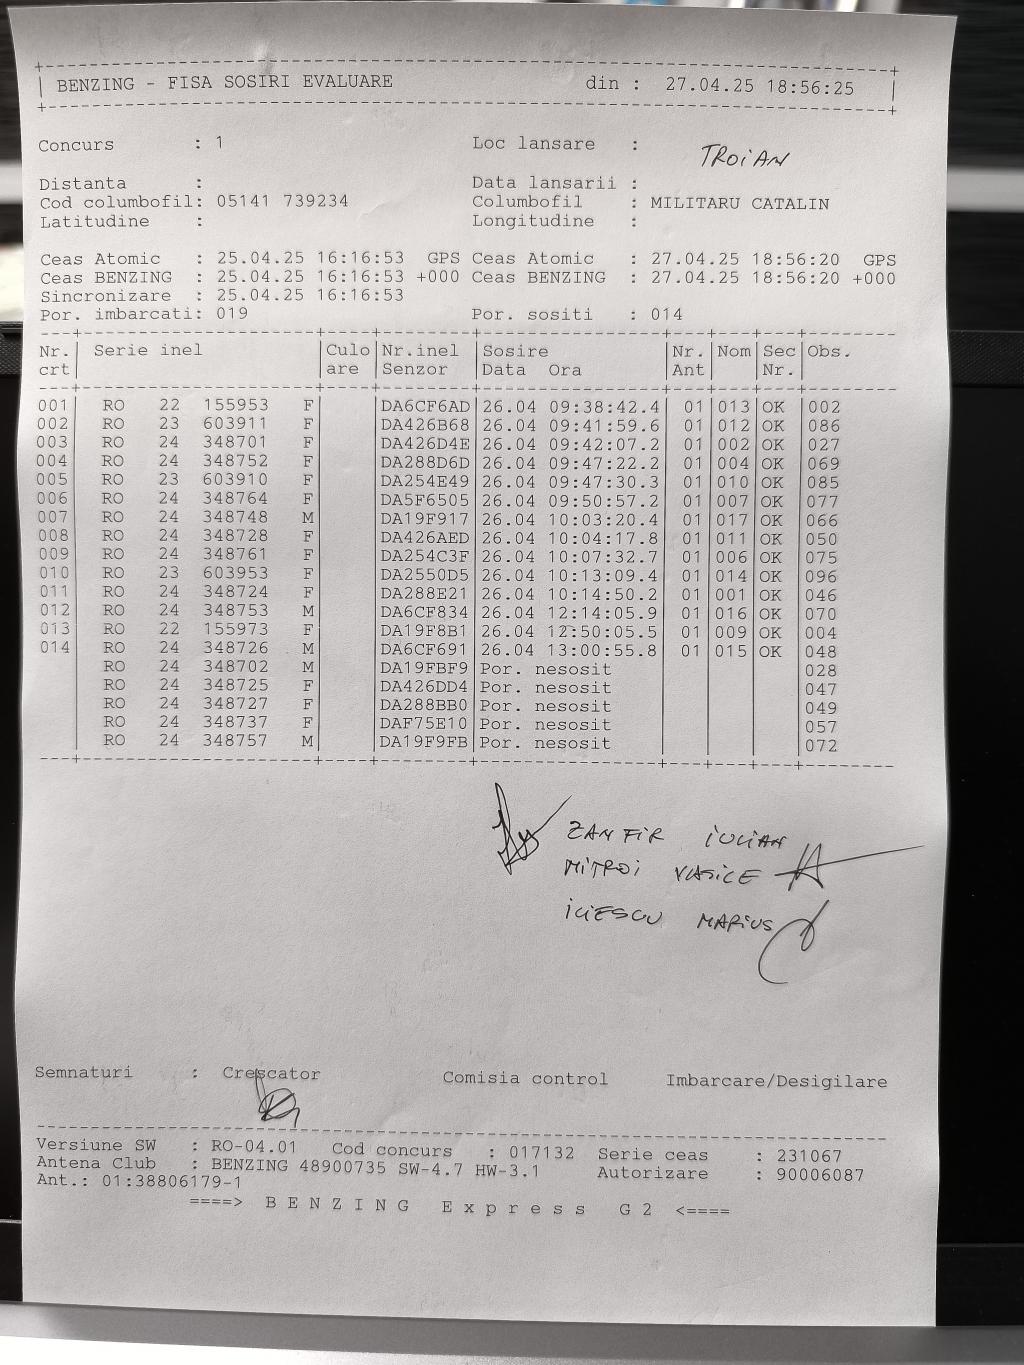 BENZING - FISA SOSIRI EVALUARE din : 27.04.25 18:56:25
Concurs : 1 Loc lansare : TROiAN
Distanta : Data lansarii :
Cod columbofil: 05141 739234 Columbofil : MILITARU CATALIN
Latitudine : Longitudine :
Ceas Atomic : 25.04.25 16:16:53 GPS Ceas Atomic : 27.04.25 18:56:20 GPS
Ceas BENZING : 25.04.25 16:16:53 +000 Ceas BENZING : 27.04.25 18:56:20 +000
Sincronizare : 25.04.25 16:16:53
Por. imbarcati: 019 Por. sositi : 014
Nr. Serie inel Culo Nr.inel Sosire Nr. Nom Sec Obs.
crt are Senzor Data Ora Ant Nr.
001 RO 22 155953 F DA6CF6AD 26.04 09:38:42.4 01 013 OK 002
002 RO 23 603911 F DA426B68 26.04 09:41:59.6 01 012 OK 086
003 RO 24 348701 F DA426D4E 26.04 09:42:07.2 01 002 OK 027
004 RO 24 348752 F DA288D6D 26.04 09:47:22.2 01 004 OK 069
005 RO 23 603910 F DA254E49 26.04 09:47:30.3 01 010 OK 085
006 RO 24 348764 F DA5F6505 26.04 09:50:57.2 01 007 OK 077
007 RO 24 348748 M DA19F917 26.04 10:03:20.4 01 017 OK 066
008 RO 24 348728 F DA426AED 26.04 10:04:17.8 01 011 OK 050
009 RO 24 348761 F DA254C3F 26.04 10:07:32.7 01 006 OK 075
010 RO 23 603953 F DA2550D5 26.04 10:13:09.4 01 014 OK 096
011 RO 24 348724 F DA288E21 26.04 10:14:50.2 01 001 OK 046
012 RO 24 348753 M DA6CF834 26.04 12:14:05.9 01 016 OK 070
013 RO 22 155973 F DA19F8B1 26.04 12:50:05.5 01 009 OK 004
014 RO 24 348726 M DA6CF691 26.04 13:00:55.8 01 015 OK 048
RO 24 348702 M DA19FBF9 Por. nesosit 028
RO 24 348725 F DA426DD4 Por. nesosit 047
RO 24 348727 F DA288BB0 Por. nesosit 049
RO 24 348737 F DAF75E10 Por. nesosit 057
RO 24 348757 M DA19F9FB Por. nesosit 072
ZANFiR iULiAN
MiTROi VASiLE
iLiESCU MARiUS
Semnaturi : Crescator Comisia control Imbarcare/Desigilare
Versiune SW : RO-04.01 Cod concurs : 017132 Serie ceas : 231067
Antena Club : BENZING 48900735 SW-4.7 HW-3.1 Autorizare : 90006087
Ant.: 01:38806179-1
====> B E N Z I N G E x p r e s s G 2 <====